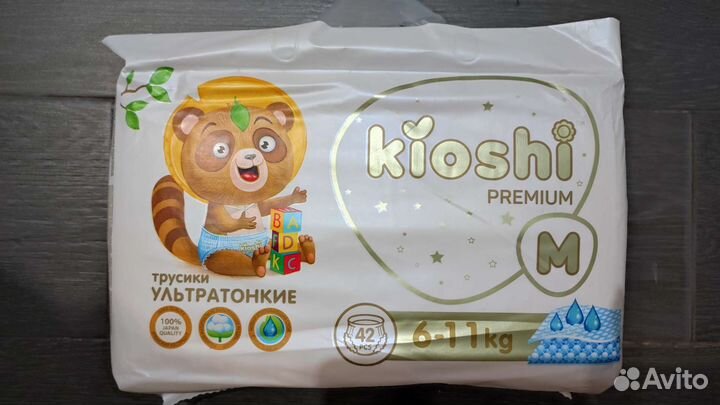 kioshi
PREMIUM
M
B A
E D
K C
трусики
УЛЬТРАТОНКИЕ
100%
JAPAN
QUALITY
42
PCS
6-11kg
Avito